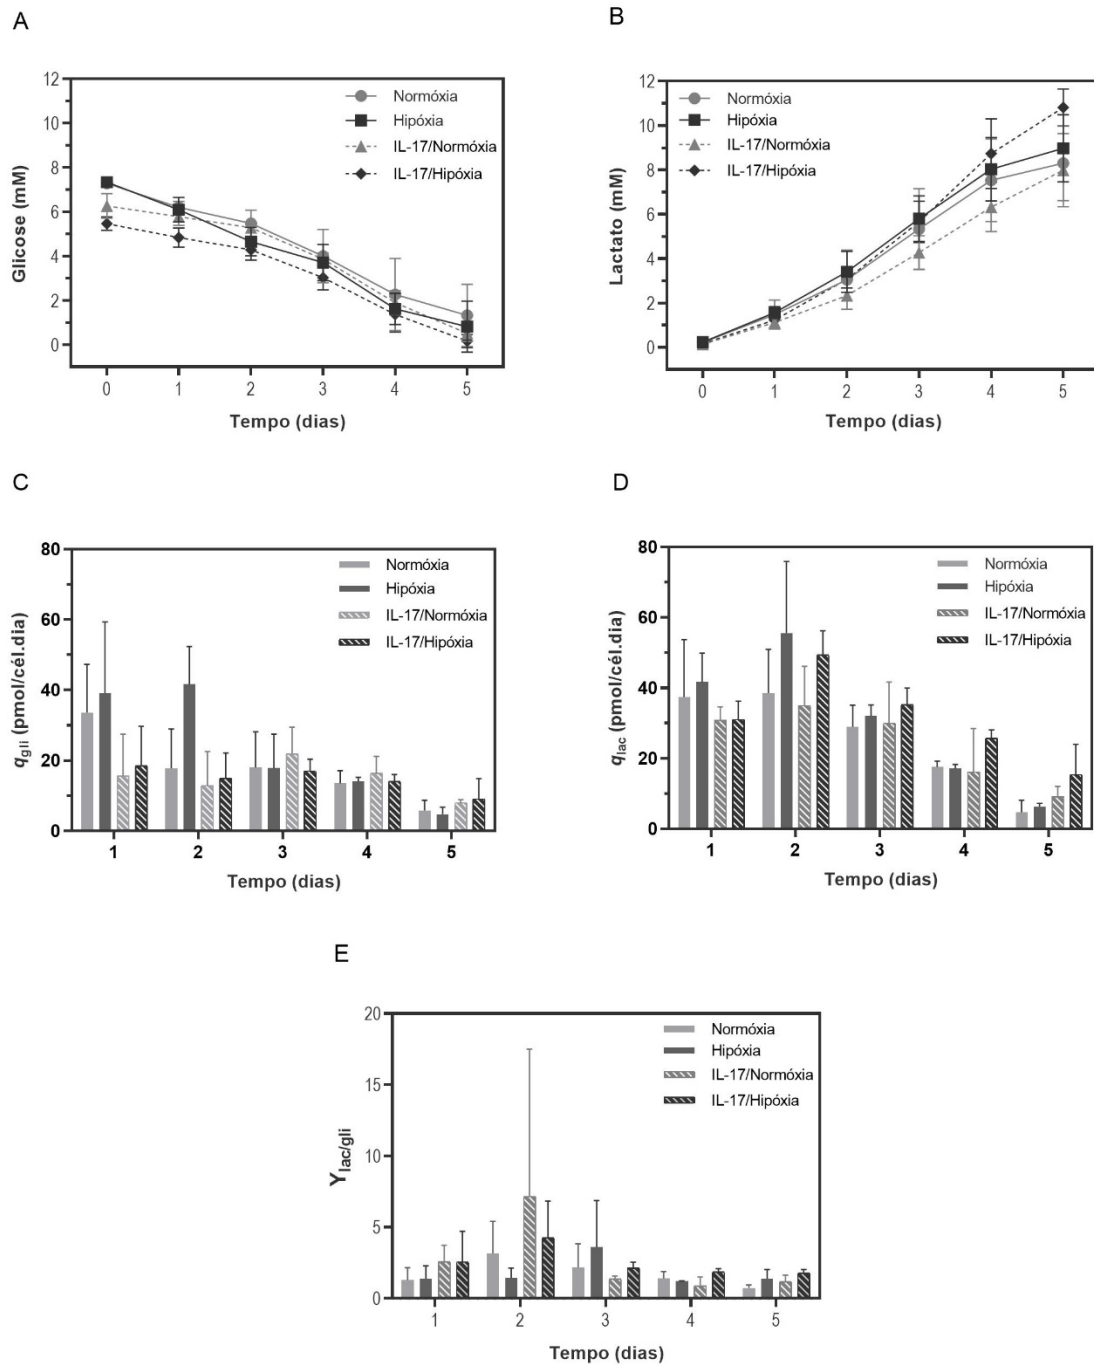 A
Glicose (mM)
12
10
8
6
4
2
0
0 1 2 3 4 5
Tempo (dias)
Normóxia
Hipóxia
IL-17/Normóxia
IL-17/Hipóxia
B
Lactato (mM)
12
10
8
6
4
2
0
0 1 2 3 4 5
Tempo (dias)
Normóxia
Hipóxia
IL-17/Normóxia
IL-17/Hipóxia
C
qgli (pmol/cél.dia)
80
60
40
20
0
1 2 3 4 5
Tempo (dias)
Normóxia
Hipóxia
IL-17/Normóxia
IL-17/Hipóxia
D
qlac (pmol/cél.dia)
80
60
40
20
0
1 2 3 4 5
Tempo (dias)
Normóxia
Hipóxia
IL-17/Normóxia
IL-17/Hipóxia
E
Ylac/gli
20
15
10
5
0
1 2 3 4 5
Tempo (dias)
Normóxia
Hipóxia
IL-17/Normóxia
IL-17/Hipóxia